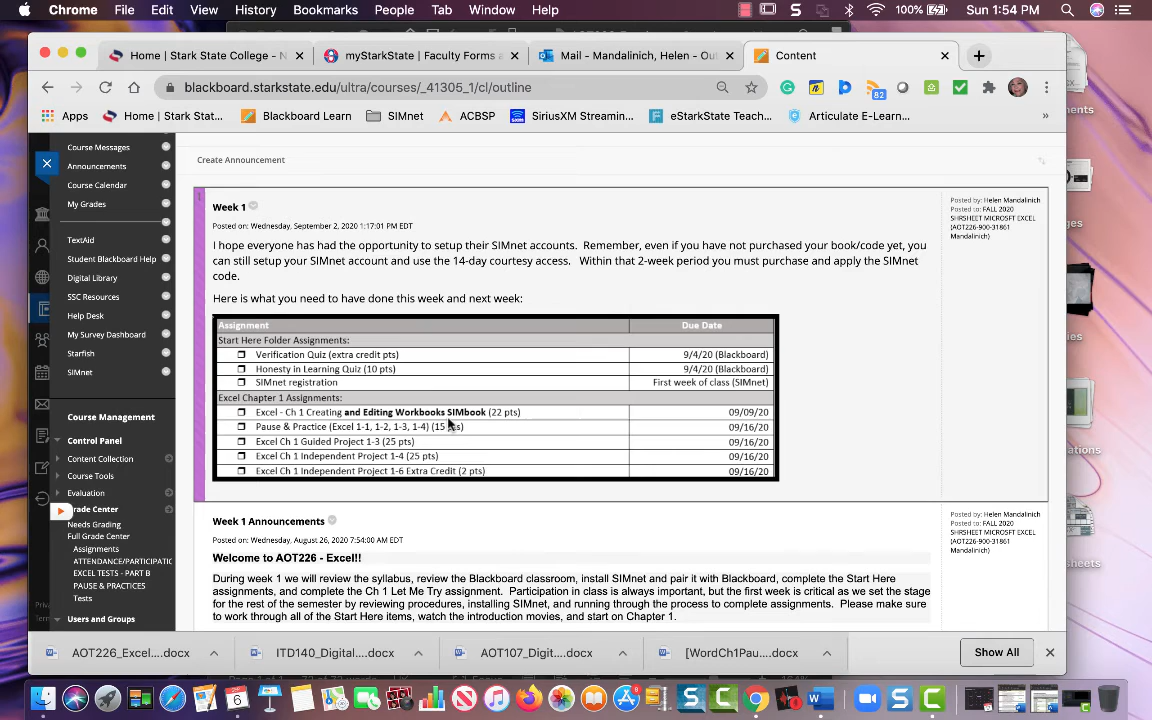 Chrome File Edit View History Bookmarks People Tab Window Help 100% Sun 1:54 PM
Home | Stark State College - N
myStarkState | Faculty Forms a
Mail - Mandalinich, Helen - Out
Content
blackboard.starkstate.edu/ultra/courses/_41305_1/cl/outline
82
Apps
Home | Stark Stat...
Blackboard Learn
SIMnet
ACBSP
SiriusXM Streamin...
eStarkState Teach...
Articulate E-Learn...
»
Course Messages
Announcements
Course Calendar
My Grades
TextAid
Student Blackboard Help
Digital Library
SSC Resources
Help Desk
My Survey Dashboard
Starfish
SIMnet
Course Management
Control Panel
Content Collection
Course Tools
Evaluation
Grade Center
Needs Grading
Full Grade Center
Assignments
ATTENDANCE/PARTICIPATIC
EXCEL TESTS - PART B
PAUSE & PRACTICES
Tests
Users and Groups
Create Announcement
1
Week 1
Posted on: Wednesday, September 2, 2020 1:17:01 PM EDT
Posted by: Helen Mandalinich
Posted to: FALL 2020
SHRSHEET MICROSFT EXCEL
(AOT226-900-31861
Mandalinich)
I hope everyone has had the opportunity to setup their SIMnet accounts. Remember, even if you have not purchased your book/code yet, you
can still setup your SIMnet account and use the 14-day courtesy access. Within that 2-week period you must purchase and apply the SIMnet
code.
Here is what you need to have done this week and next week:
Assignment Due Date
Start Here Folder Assignments:
Verification Quiz (extra credit pts) 9/4/20 (Blackboard)
Honesty in Learning Quiz (10 pts) 9/4/20 (Blackboard)
SIMnet registration First week of class (SIMnet)
Excel Chapter 1 Assignments:
Excel - Ch 1 Creating and Editing Workbooks SIMbook (22 pts) 09/09/20
Pause & Practice (Excel 1-1, 1-2, 1-3, 1-4) (15 pts) 09/16/20
Excel Ch 1 Guided Project 1-3 (25 pts) 09/16/20
Excel Ch 1 Independent Project 1-4 (25 pts) 09/16/20
Excel Ch 1 Independent Project 1-6 Extra Credit (2 pts) 09/16/20
Week 1 Announcements
Posted on: Wednesday, August 26, 2020 7:54:00 AM EDT
Posted by: Helen Mandalinich
Posted to: FALL 2020
SHRSHEET MICROSFT EXCEL
(AOT226-900-31861
Mandalinich)
Welcome to AOT226 - Excel!!
During week 1 we will review the syllabus, review the Blackboard classroom, install SIMnet and pair it with Blackboard, complete the Start Here
assignments, and complete the Ch 1 Let Me Try assignment. Participation in class is always important, but the first week is critical as we set the stage
for the rest of the semester by reviewing procedures, installing SIMnet, and running through the process to complete assignments. Please make sure
to work through all of the Start Here items, watch the introduction movies, and start on Chapter 1.
AOT226_Excel....docx
ITD140_Digital....docx
AOT107_Digit....docx
[WordCh1Pau....docx
Show All